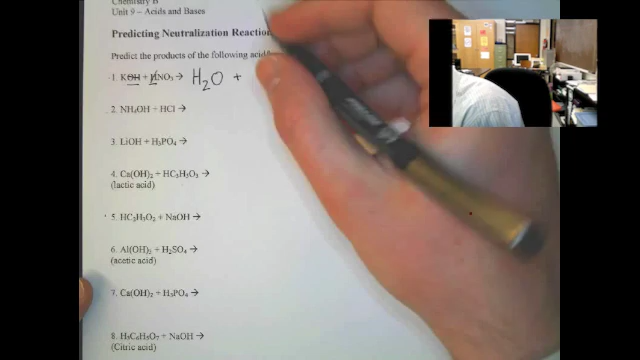 Chemistry B
Unit 9 – Acids and Bases
Predicting Neutralization Reaction
Predict the products of the following acid/
1. KOH + HNO₃ → H₂O +
2. NH₄OH + HCl →
3. LiOH + H₃PO₄ →
4. Ca(OH)₂ + HC₃H₅O₃ →
(lactic acid)
5. HC₂H₃O₂ + NaOH →
6. Al(OH)₃ + H₂SO₄ →
(acetic acid)
7. Ca(OH)₂ + H₃PO₄ →
8. H₃C₆H₅O₇ + NaOH →
(Citric acid)